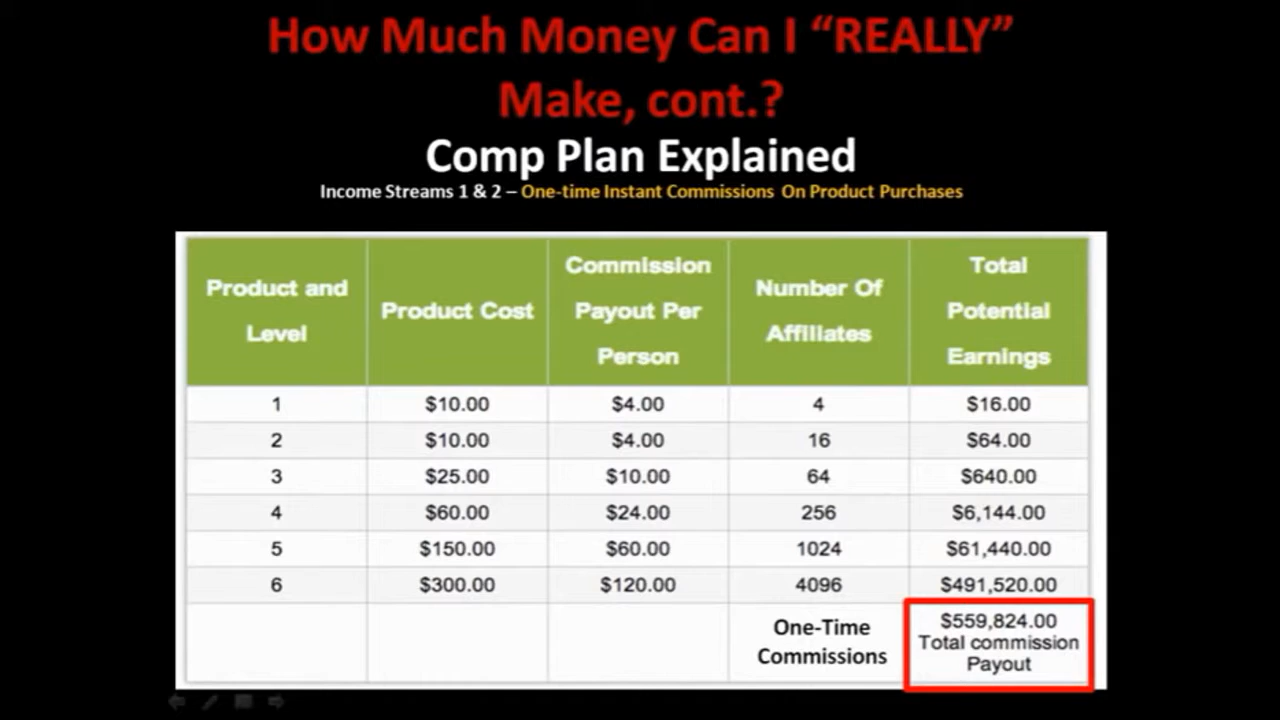 How Much Money Can I “REALLY”
Make, cont.?
Comp Plan Explained
Income Streams 1 & 2 – One-time Instant Commissions On Product Purchases
Product and Level Product Cost Commission Payout Per Person Number Of Affiliates Total Potential Earnings
1 $10.00 $4.00 4 $16.00
2 $10.00 $4.00 16 $64.00
3 $25.00 $10.00 64 $640.00
4 $60.00 $24.00 256 $6,144.00
5 $150.00 $60.00 1024 $61,440.00
6 $300.00 $120.00 4096 $491,520.00
One-Time Commissions $559,824.00 Total commission Payout